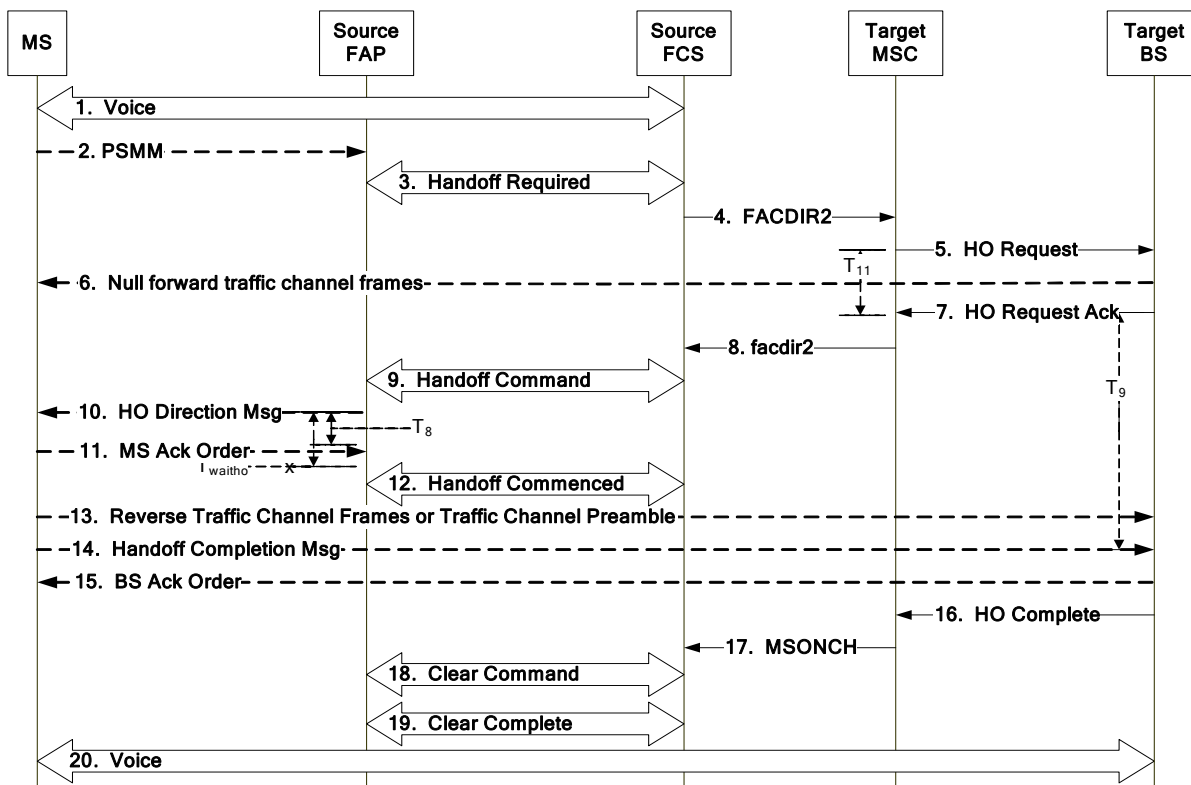 MS
Source
FAP
Source
FCS
Target
MSC
Target
BS
1. Voice
2. PSMM
3. Handoff Required
4. FACDIR2
5. HO Request
T11
6. Null forward traffic channel frames
7. HO Request Ack
8. facdir2
9. Handoff Command
T9
10. HO Direction Msg
T8
11. MS Ack Order
Twaitho
x
12. Handoff Commenced
13. Reverse Traffic Channel Frames or Traffic Channel Preamble
14. Handoff Completion Msg
15. BS Ack Order
16. HO Complete
17. MSONCH
18. Clear Command
19. Clear Complete
20. Voice